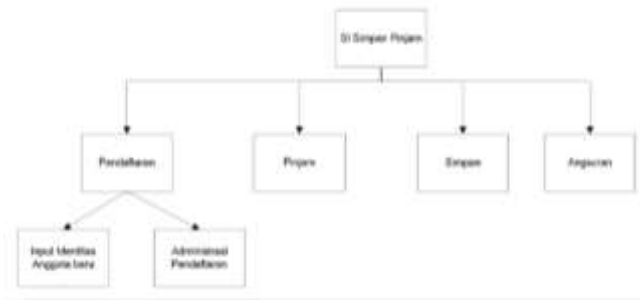 SI Simpan Pinjam
Pendaftaran
Pinjam
Simpan
Angsuran
Input Identitas
Anggota baru
Administrasi
Pendaftaran